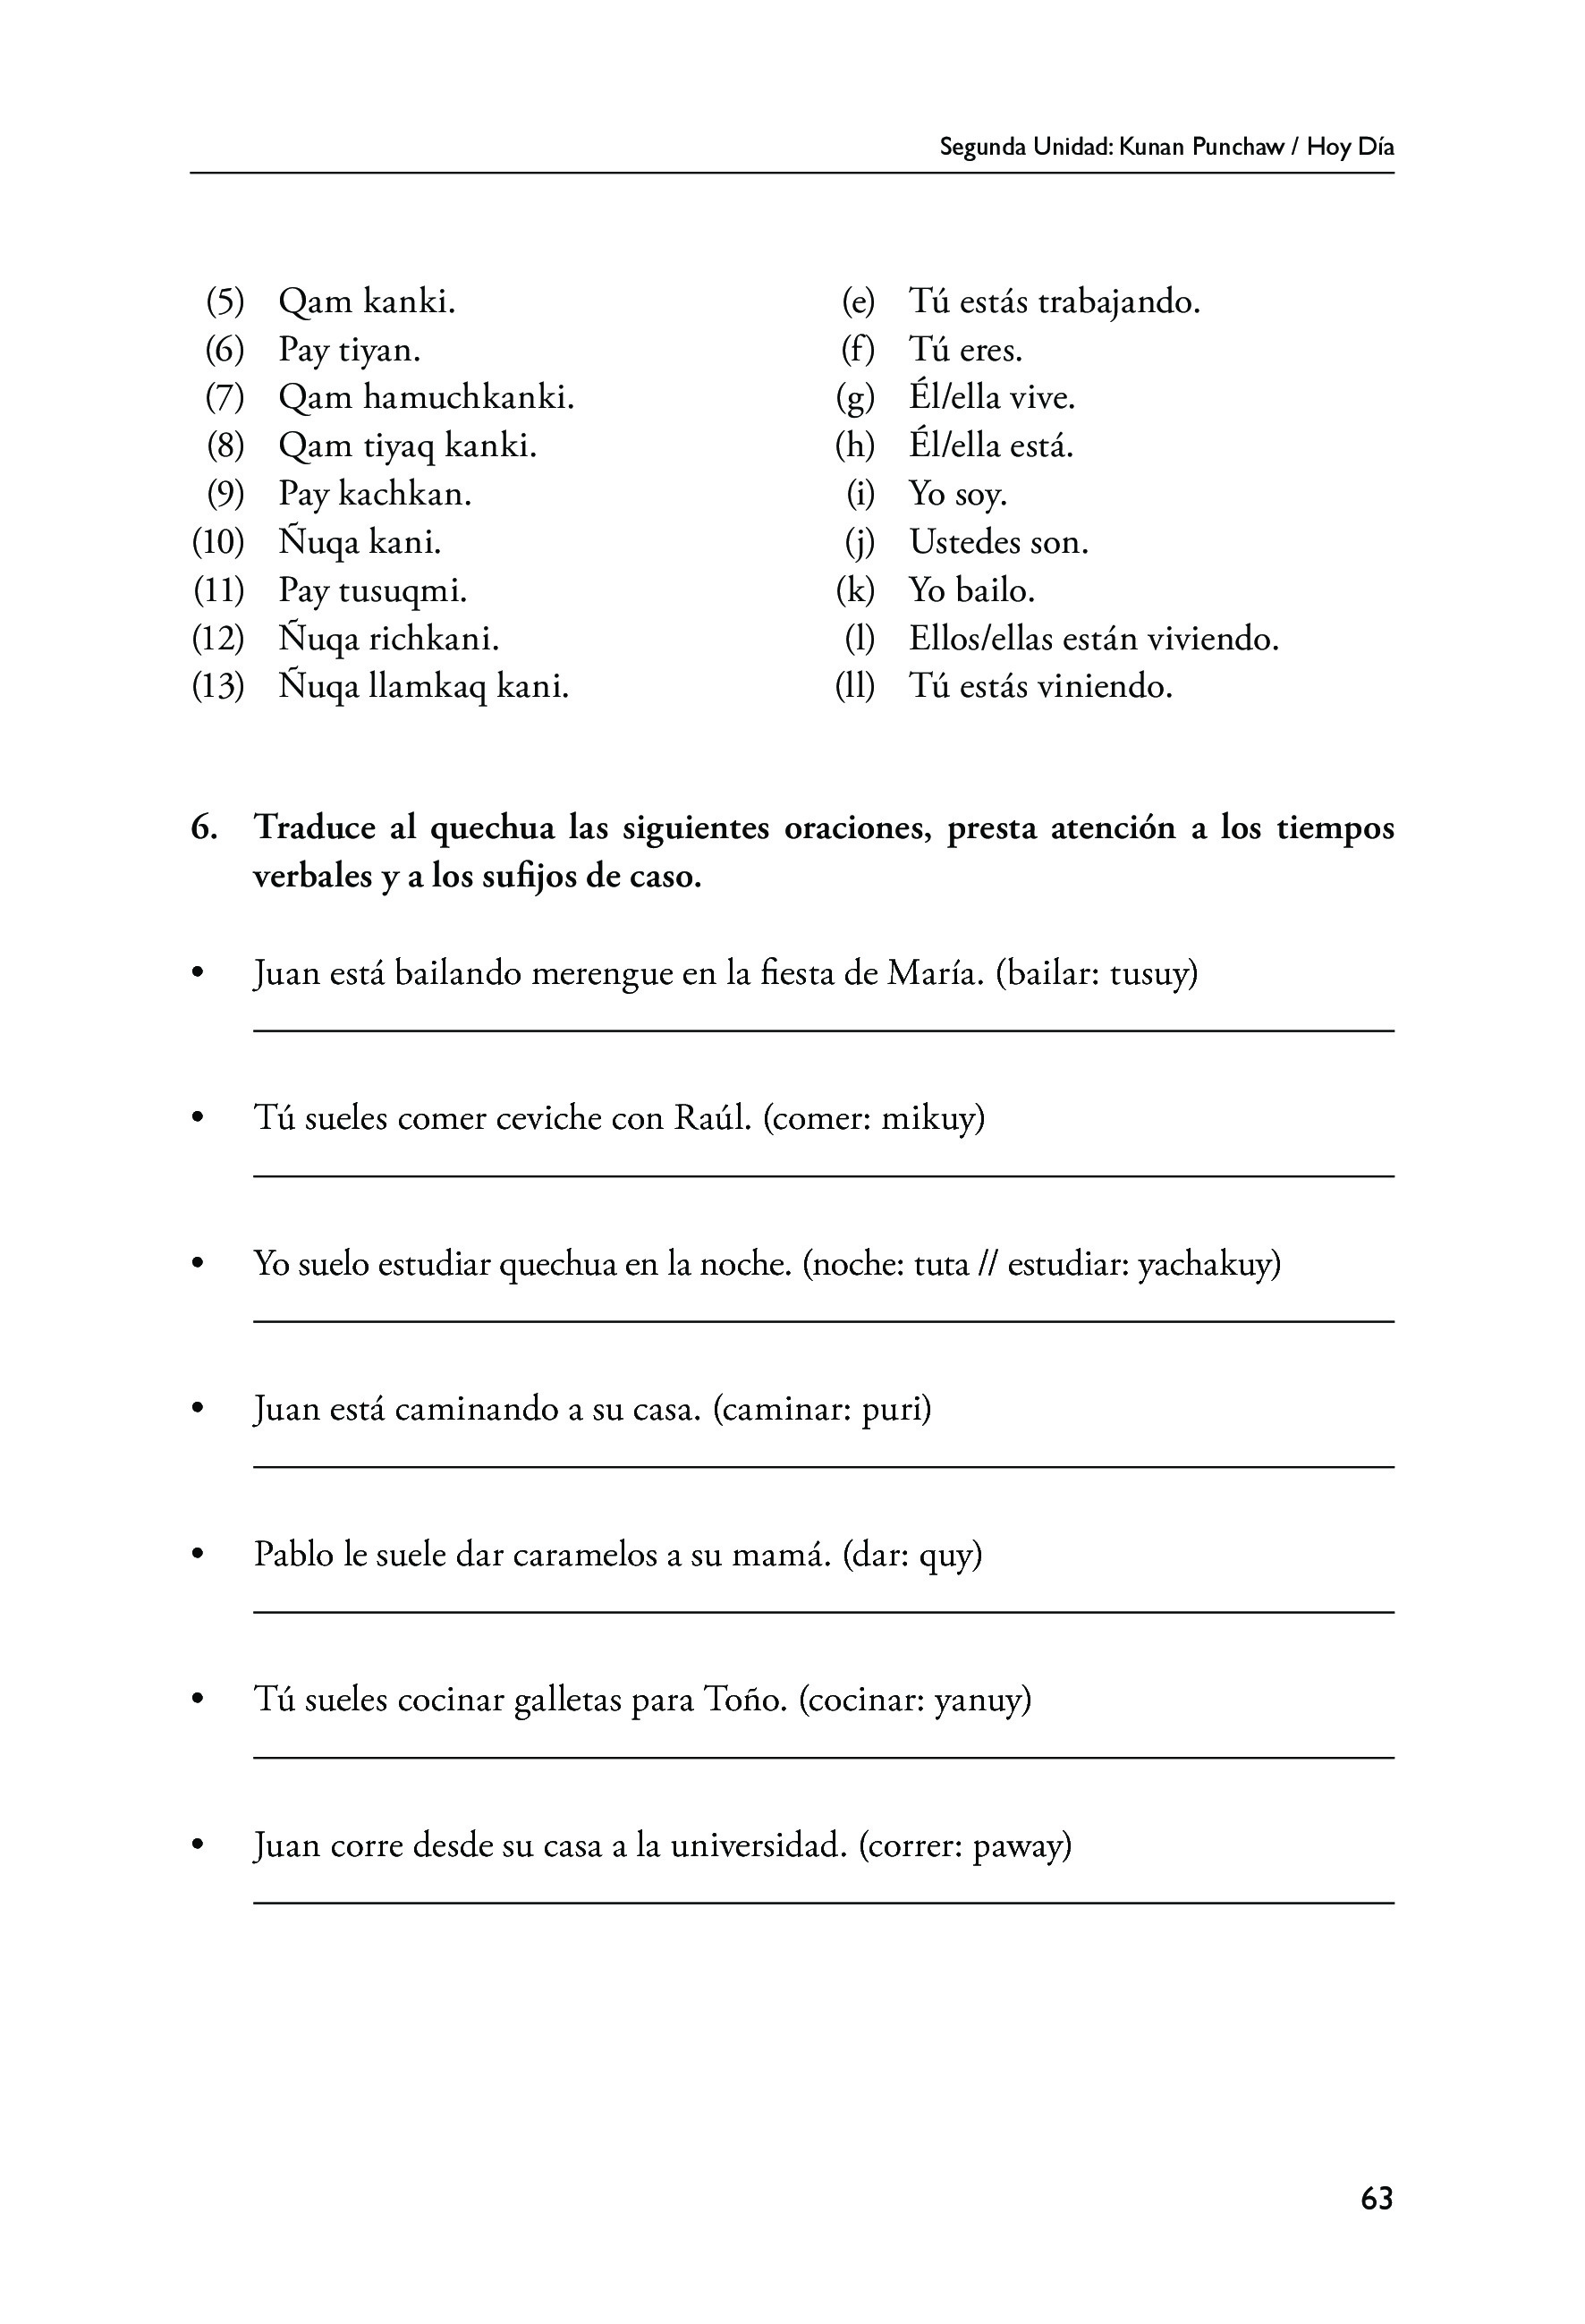 Segunda Unidad: Kunan Punchaw / Hoy Día
(5) Qam kanki. (e) Tú estás trabajando.
(6) Pay tiyan. (f) Tú eres.
(7) Qam hamuchkanki. (g) Él/ella vive.
(8) Qam tiyaq kanki. (h) Él/ella está.
(9) Pay kachkan. (i) Yo soy.
(10) Ñuqa kani. (j) Ustedes son.
(11) Pay tusuqmi. (k) Yo bailo.
(12) Ñuqa richkani. (l) Ellos/ellas están viviendo.
(13) Ñuqa llamkaq kani. (ll) Tú estás viniendo.
6. Traduce al quechua las siguientes oraciones, presta atención a los tiempos
verbales y a los sufijos de caso.
• Juan está bailando merengue en la fiesta de María. (bailar: tusuy)
• Tú sueles comer ceviche con Raúl. (comer: mikuy)
• Yo suelo estudiar quechua en la noche. (noche: tuta // estudiar: yachakuy)
• Juan está caminando a su casa. (caminar: puri)
• Pablo le suele dar caramelos a su mamá. (dar: quy)
• Tú sueles cocinar galletas para Toño. (cocinar: yanuy)
• Juan corre desde su casa a la universidad. (correr: paway)
63